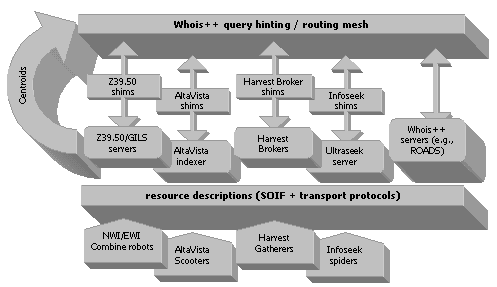 Whois++ query hinting / routing mesh
Centroids
Z39.50
shims
AltaVista
shims
Harvest Broker
shims
Infoseek
shims
Z39.50/GILS
servers
AltaVista
indexer
Harvest
Brokers
Ultraseek
server
Whois++
servers (e.g.,
ROADS)
resource descriptions (SOIF + transport protocols)
NWI/EWI
Combine robots
AltaVista
Scooters
Harvest
Gatherers
Infoseek
spiders